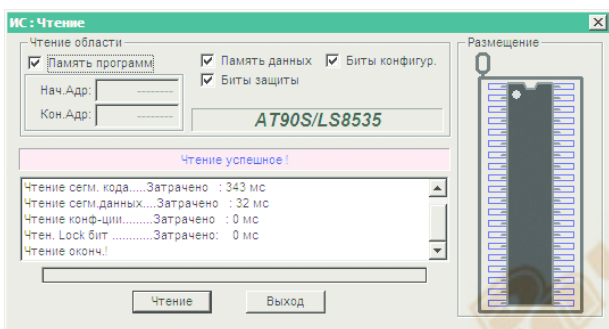 ИС : Чтение
Чтение области
Память программ
Память данных
Биты конфигур.
Биты защиты
Нач.Адр: --------
Кон.Адр: --------
AT90S/LS8535
Размещение
Чтение успешное !
Чтение сегм. кода.....Затрачено : 343 мс
Чтение сегм.данных....Затрачено : 32 мс
Чтение конф-ции........Затрачено : 0 мс
Чтен. Lock бит ...........Затрачено: 0 мс
Чтение оконч.!
Чтение
Выход